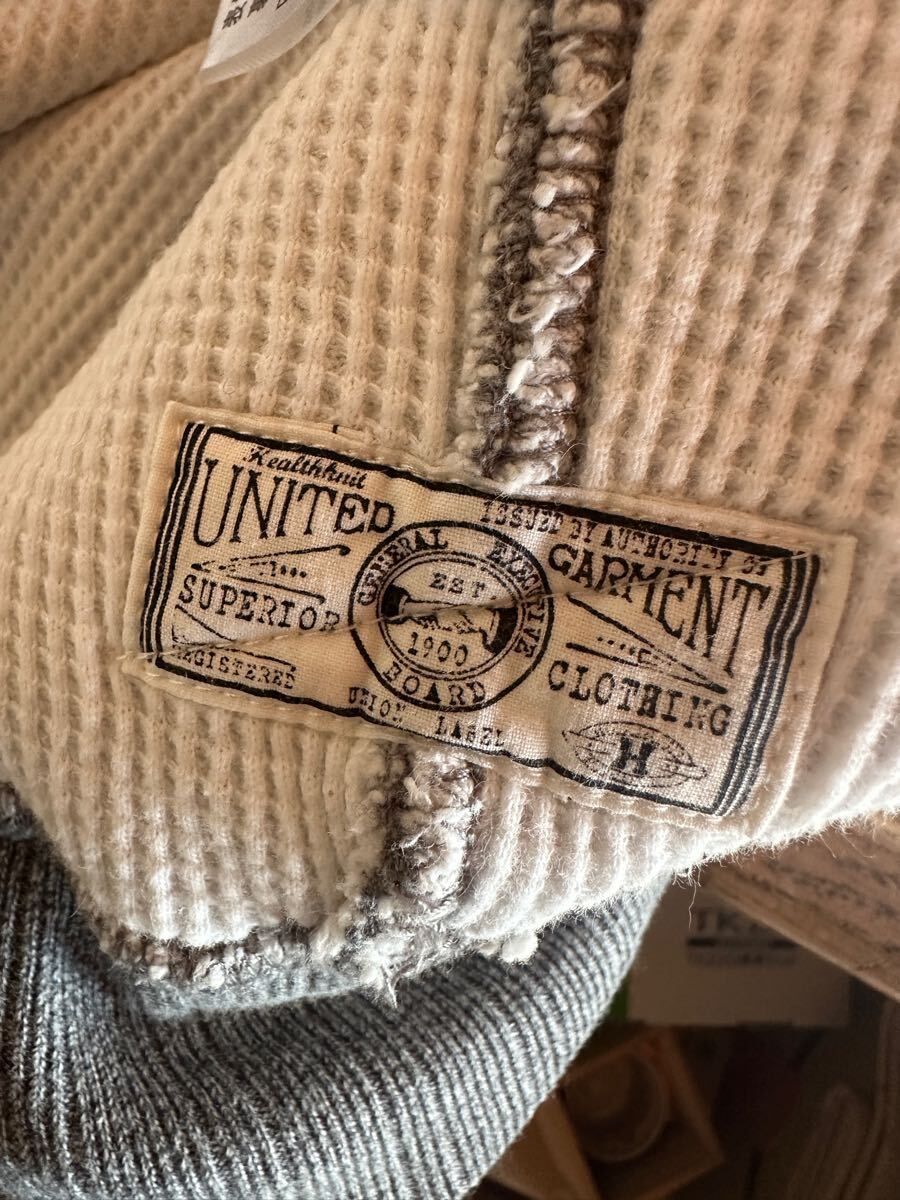 Healthknit
UNITED
SUPERIOR
REGISTERED
GENERAL EXECUTIVE
EST
1900
BOARD
UNION LABEL
ISSUED BY AUTHORITY OF
GARMENT
CLOTHING
H